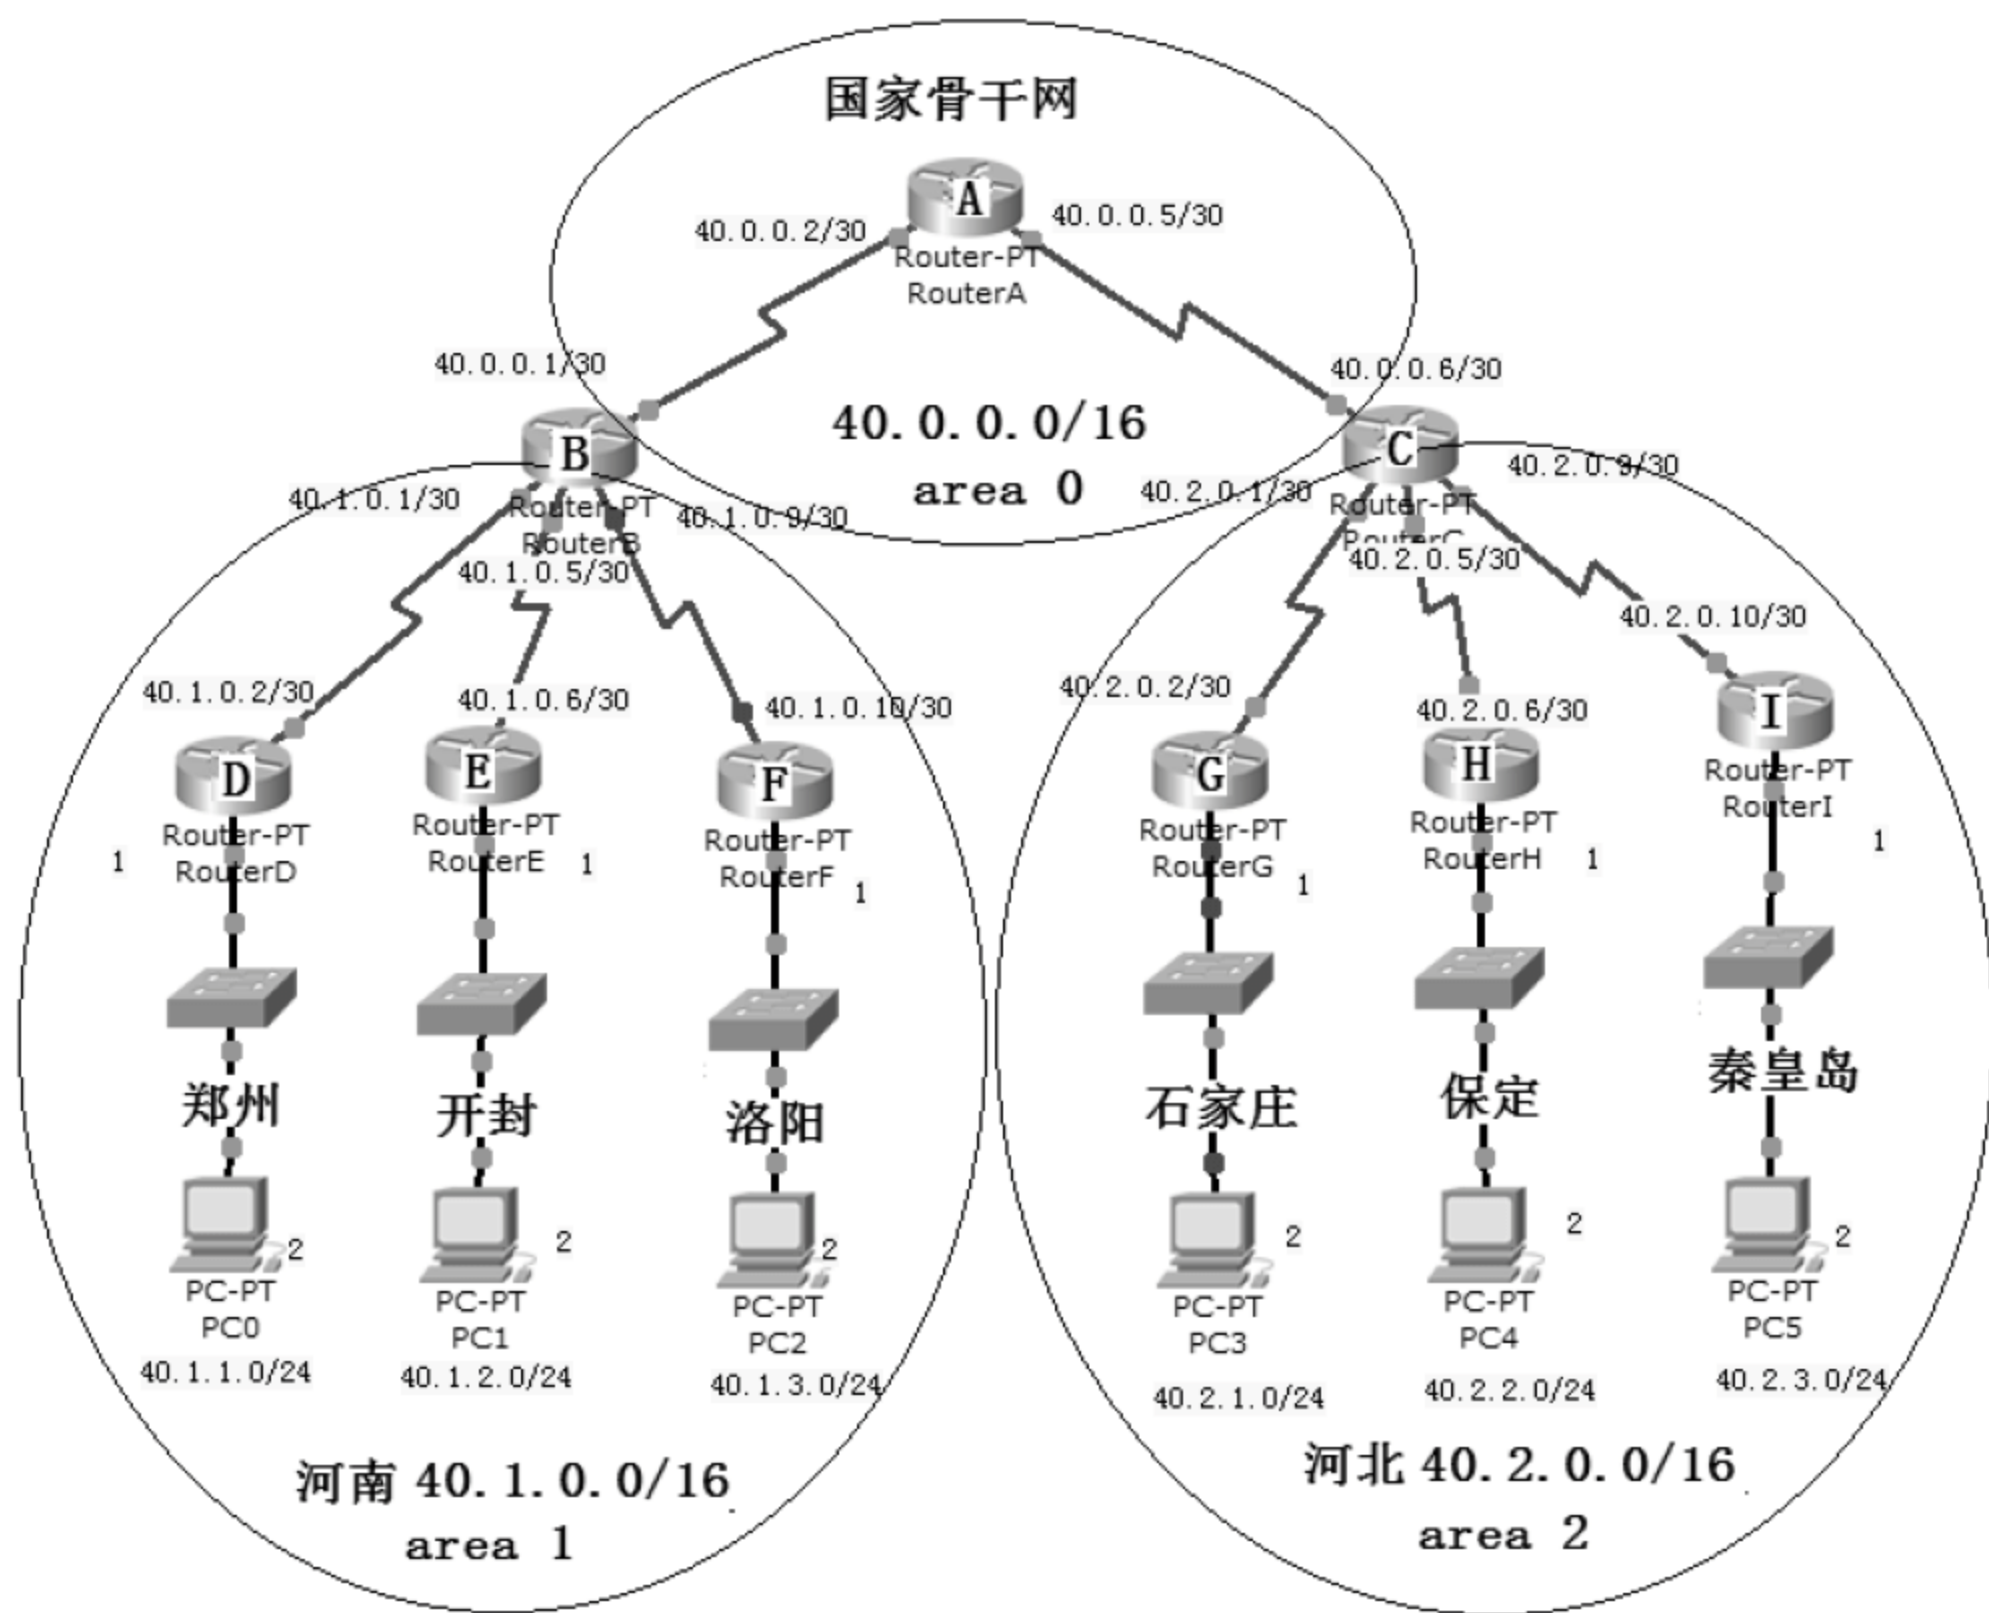 国家骨干网
A
40.0.0.2/30
40.0.0.5/30
Router-PT
RouterA
40.0.0.1/30
40.0.0.6/30
40.0.0.0/16
area 0
B
Router-PT
RouterB
C
Router-PT
RouterC
40.1.0.1/30
40.1.0.9/30
40.1.0.5/30
40.2.0.1/30
40.2.0.9/30
40.2.0.5/30
40.2.0.10/30
40.1.0.2/30
40.1.0.6/30
40.1.0.10/30
40.2.0.2/30
40.2.0.6/30
D
Router-PT
RouterD
1
E
Router-PT
RouterE
1
F
Router-PT
RouterF
1
G
Router-PT
RouterG
1
H
Router-PT
RouterH
1
I
Router-PT
RouterI
1
郑州
开封
洛阳
石家庄
保定
秦皇岛
2
PC-PT
PC0
40.1.1.0/24
2
PC-PT
PC1
40.1.2.0/24
2
PC-PT
PC2
40.1.3.0/24
2
PC-PT
PC3
40.2.1.0/24
2
PC-PT
PC4
40.2.2.0/24
2
PC-PT
PC5
40.2.3.0/24
河南 40.1.0.0/16
area 1
河北 40.2.0.0/16
area 2